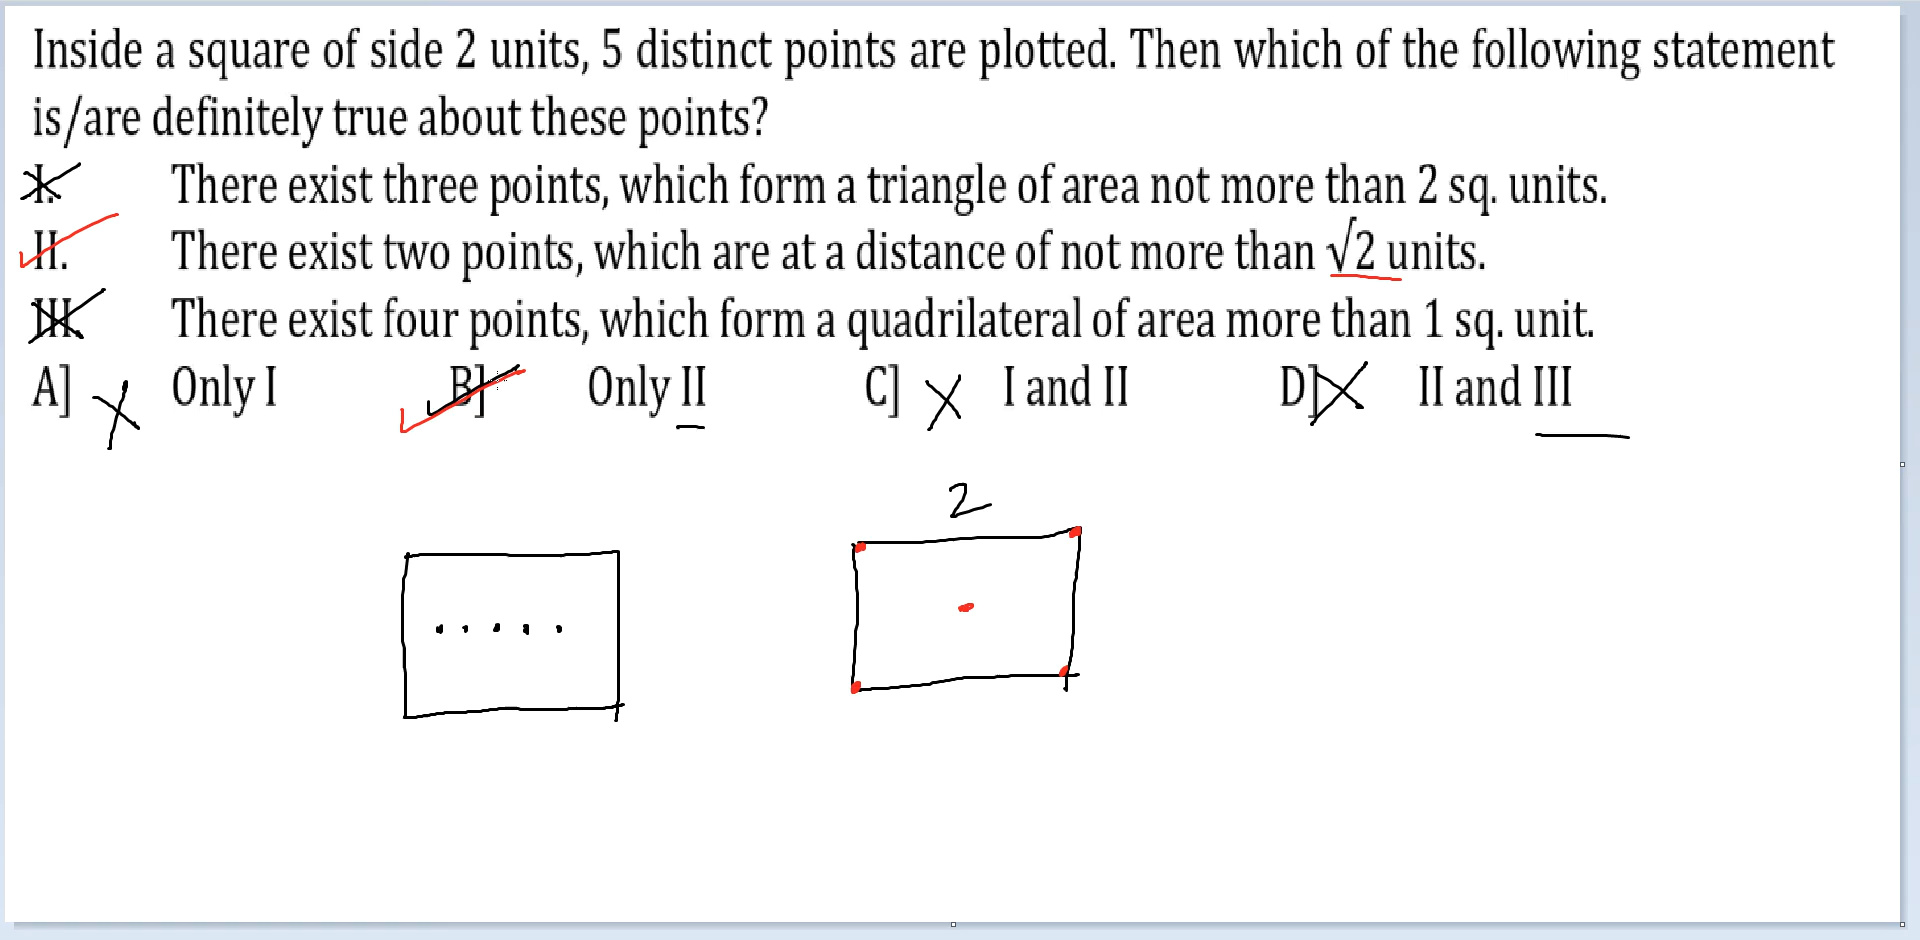 Inside a square of side 2 units, 5 distinct points are plotted. Then which of the following statement
is/are definitely true about these points?
I. There exist three points, which form a triangle of area not more than 2 sq. units.
II. There exist two points, which are at a distance of not more than √2 units.
III. There exist four points, which form a quadrilateral of area more than 1 sq. unit.
A] Only I B] Only II C] I and II D] II and III
2